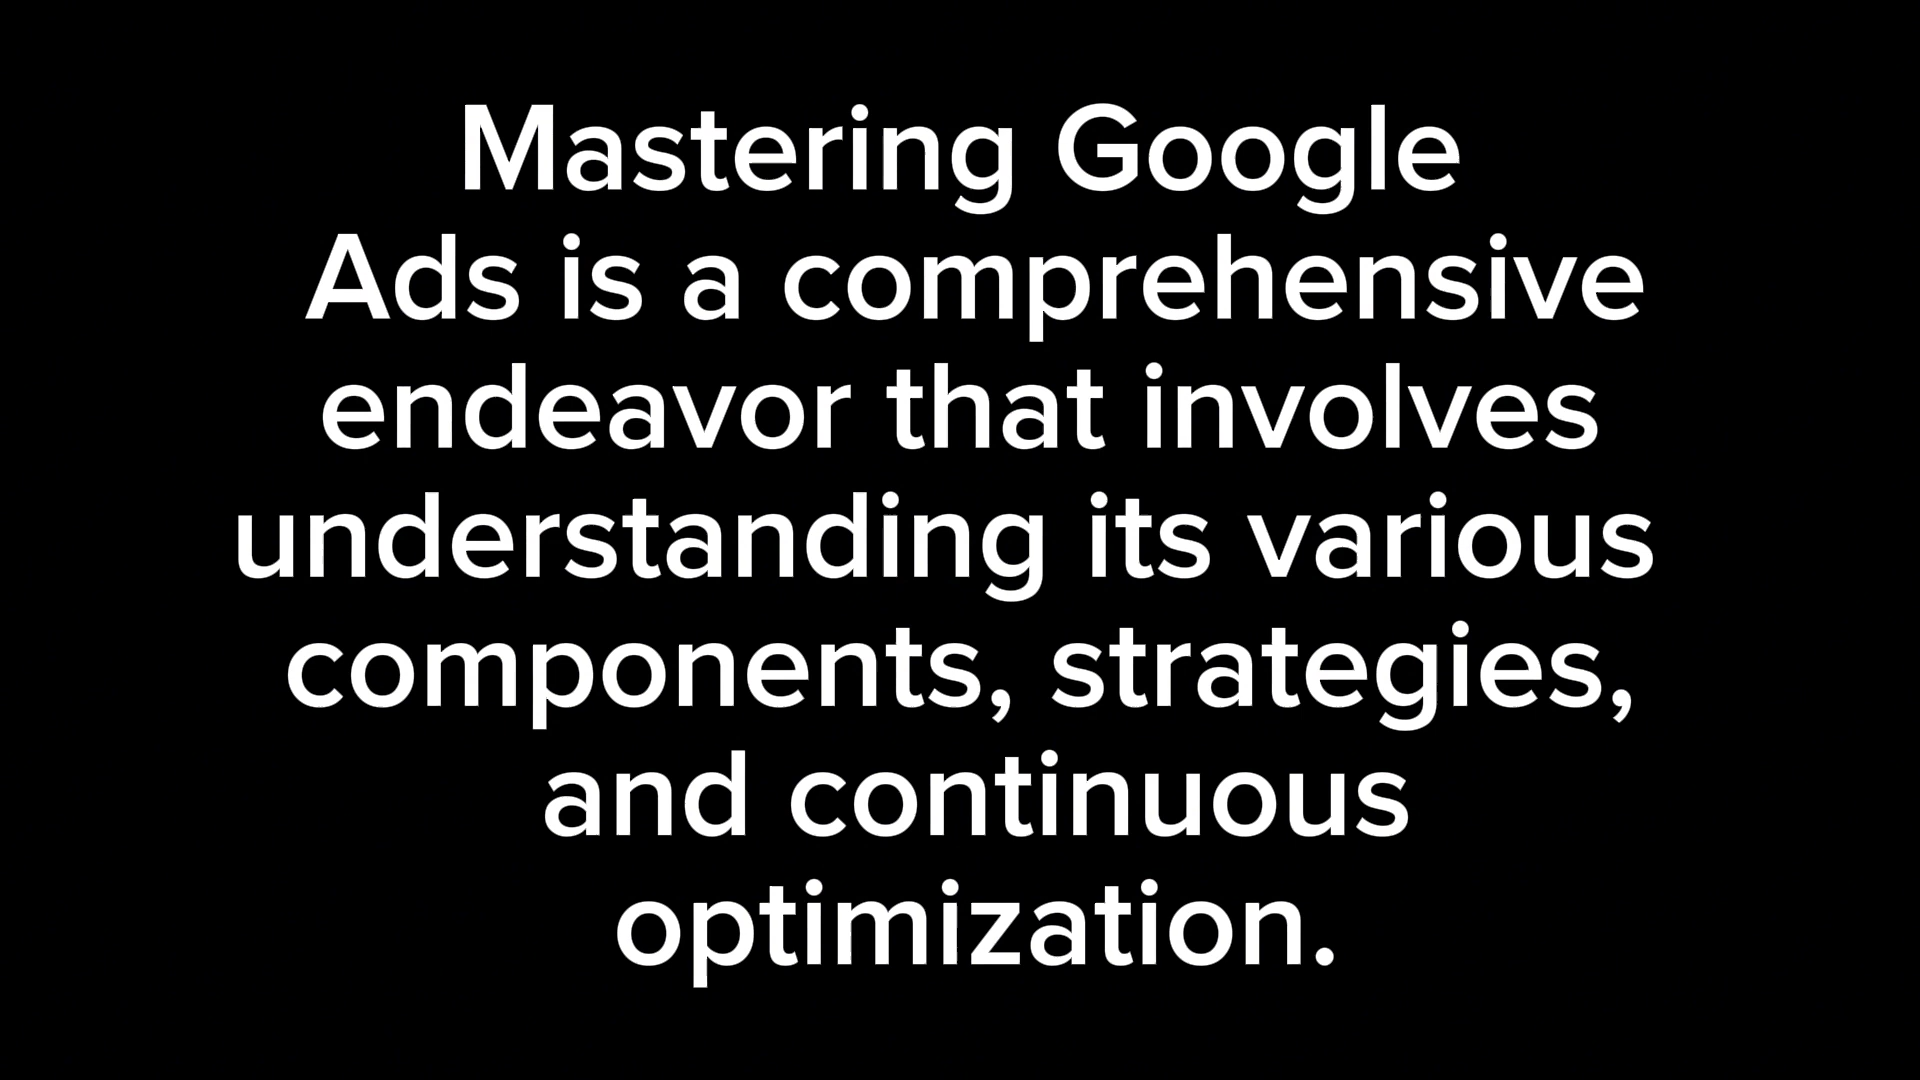 Mastering Google
Ads is a comprehensive
endeavor that involves
understanding its various
components, strategies,
and continuous
optimization.